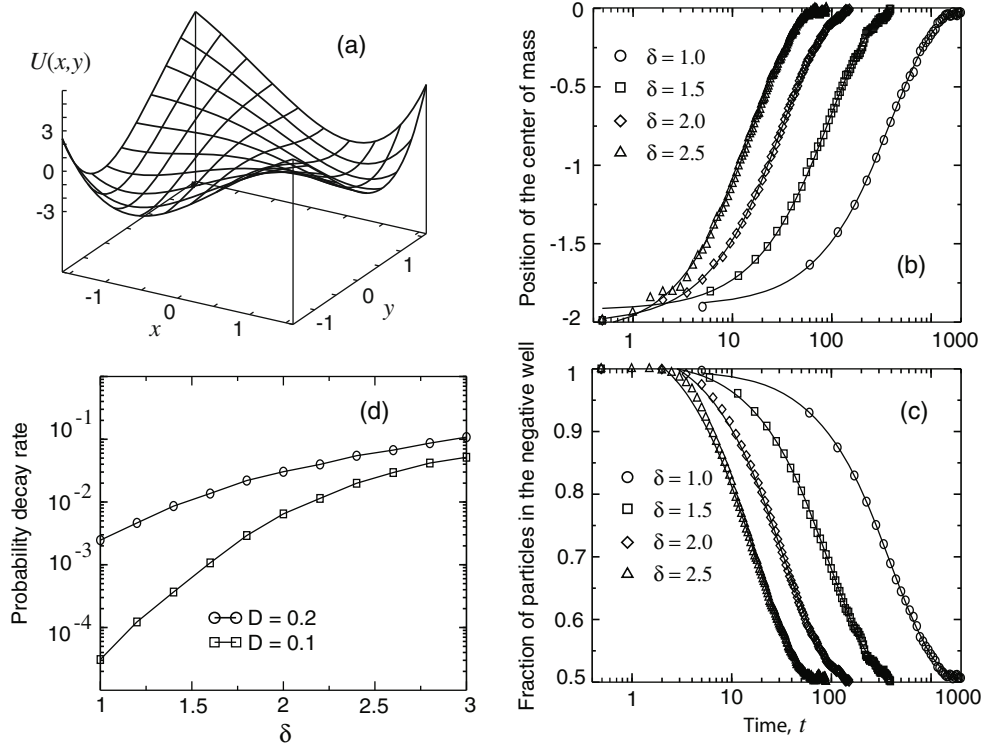 (a)
U(x,y)
3
0
-3
-1
0
1
x
-1
0
1
y
Position of the center of mass
0
-0.5
-1
-1.5
-2
δ = 1.0
δ = 1.5
δ = 2.0
δ = 2.5
(b)
1
10
100
1000
Probability decay rate
10⁻¹
10⁻²
10⁻³
10⁻⁴
(d)
D = 0.2
D = 0.1
1
1.5
2
2.5
3
δ
Fraction of particles in the negative well
1
0.9
0.8
0.7
0.6
0.5
(c)
δ = 1.0
δ = 1.5
δ = 2.0
δ = 2.5
1
10
100
1000
Time, t